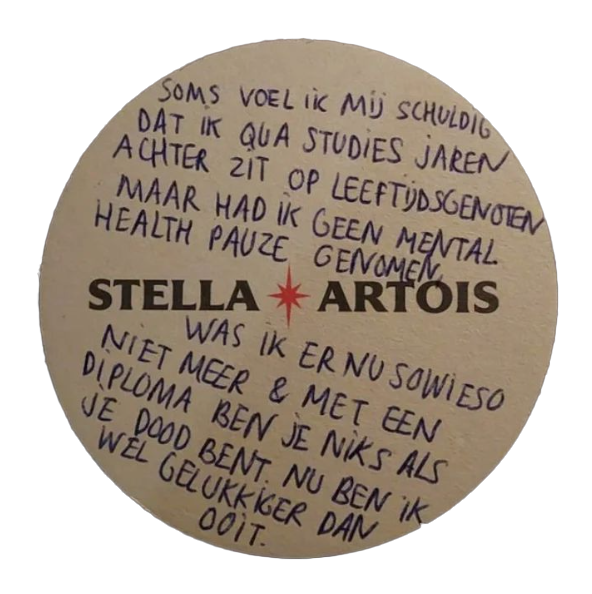 SOMS VOEL IK MIJ SCHULDIG
DAT IK QUA STUDIES JAREN
ACHTER ZIT OP LEEFTIJDSGENOTEN
MAAR HAD IK GEEN MENTAL
HEALTH PAUZE GENOMEN,
STELLA ARTOIS
WAS IK ER NU SOWIESO
NIET MEER & MET EEN
DIPLOMA BEN JE NIKS ALS
JE DOOD BENT. NU BEN IK
WEL GELUKKIGER DAN
OOIT.